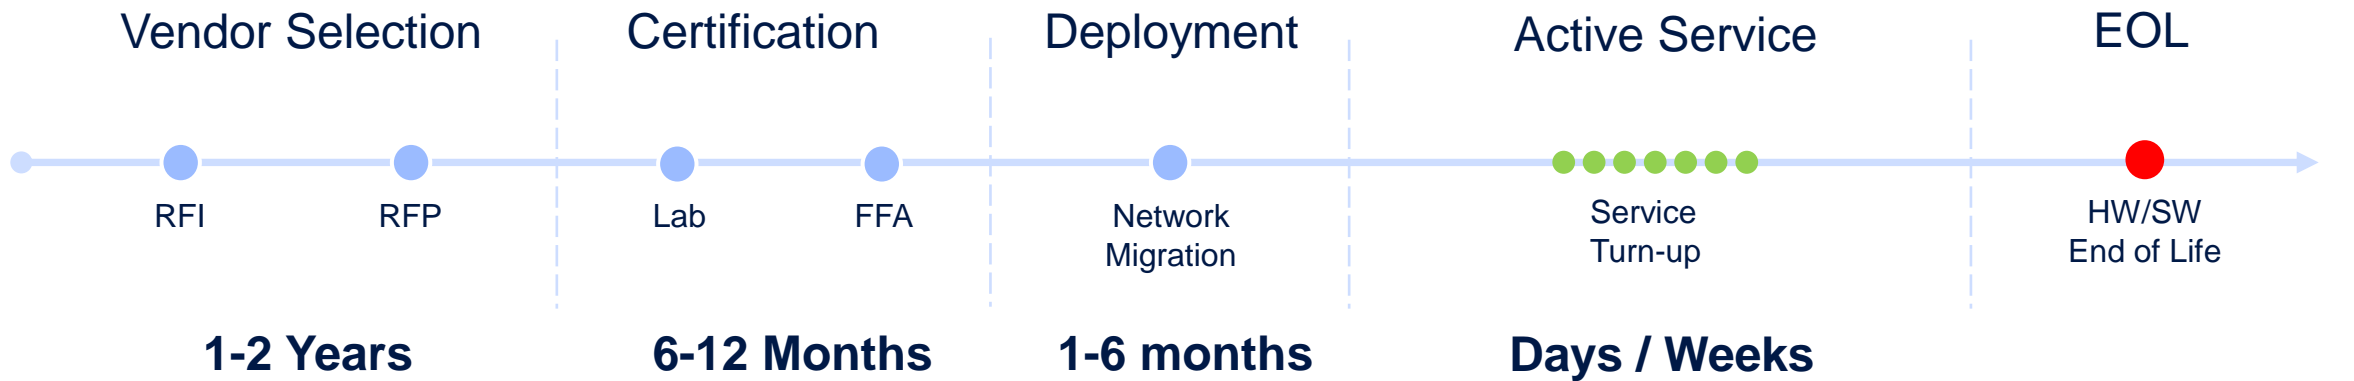 Vendor Selection
Certification
Deployment
Active Service
EOL
RFI
RFP
Lab
FFA
Network
Migration
Service
Turn-up
HW/SW
End of Life
1-2 Years
6-12 Months
1-6 months
Days / Weeks